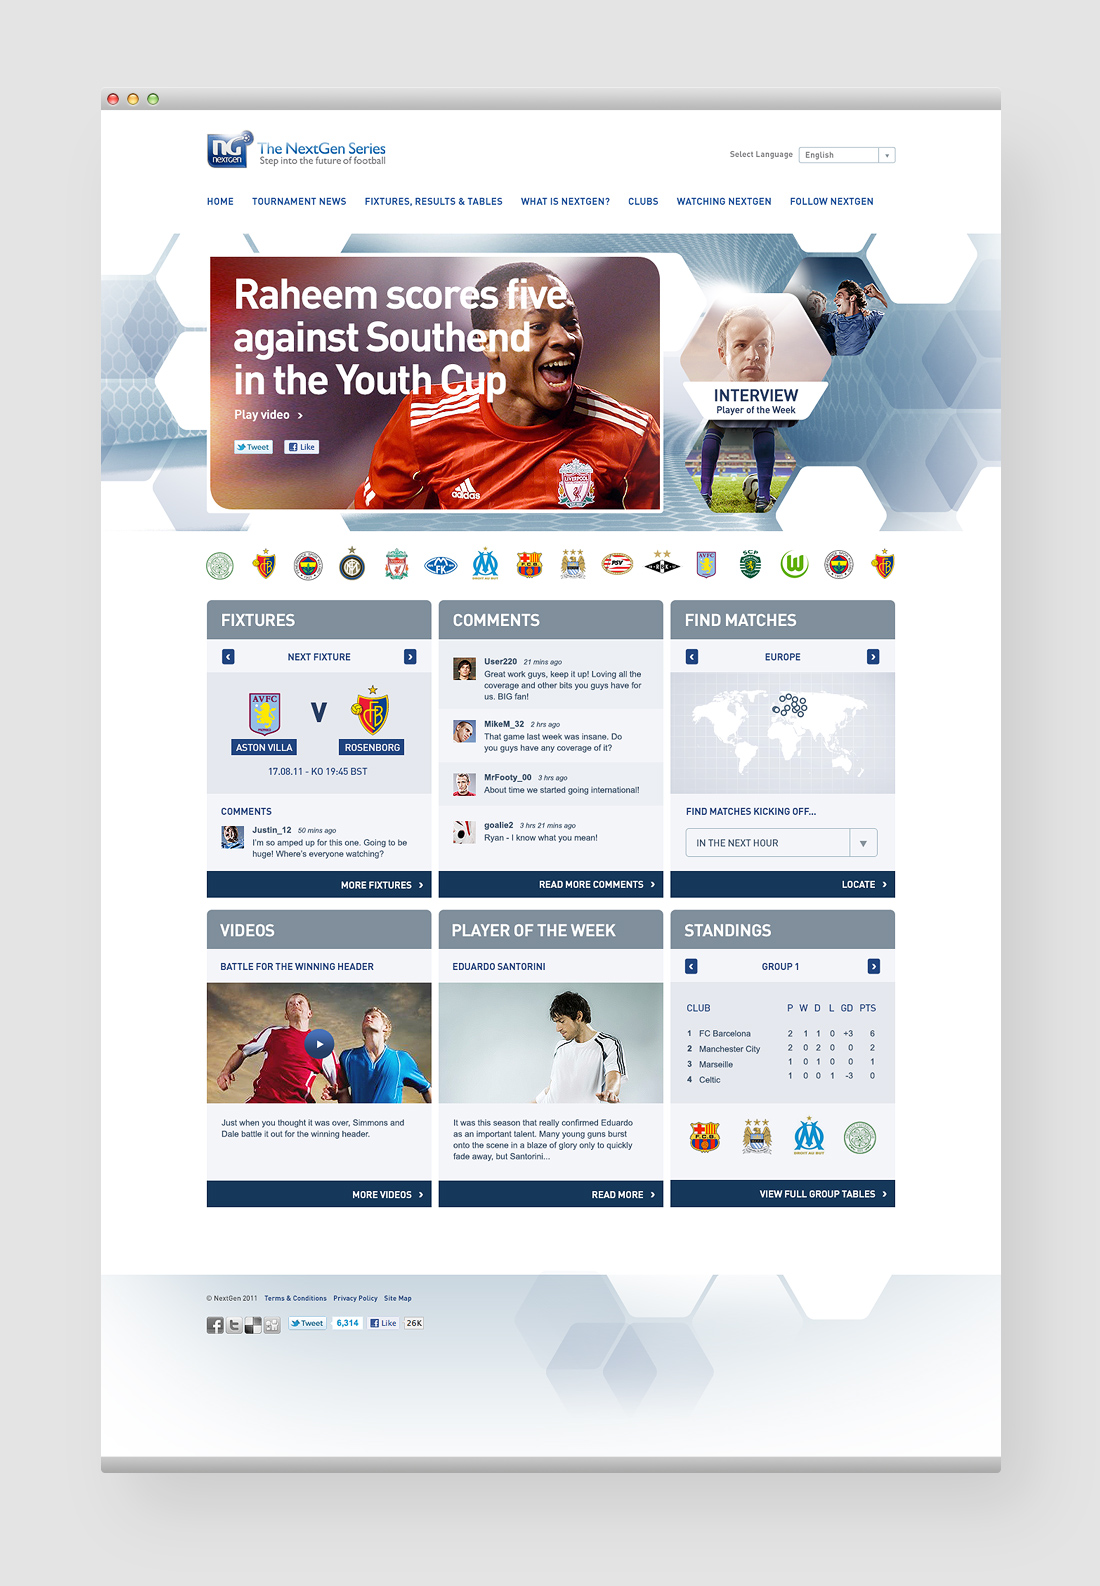 nG
nextgen
The NextGen Series
Step into the future of football
Select Language English
HOME TOURNAMENT NEWS FIXTURES, RESULTS & TABLES WHAT IS NEXTGEN? CLUBS WATCHING NEXTGEN FOLLOW NEXTGEN
Raheem scores five
against Southend
in the Youth Cup
Play video
Tweet Like
adidas
LIVERPOOL
INTERVIEW
Player of the Week
FIXTURES
NEXT FIXTURE
AVFC
V
FCB
ASTON VILLA ROSENBORG
17.08.11 - KO 19:45 BST
COMMENTS
Justin_12 50 mins ago
I'm so amped up for this one. Going to be
huge! Where's everyone watching?
MORE FIXTURES
COMMENTS
User220 21 mins ago
Great work guys, keep it up! Loving all the
coverage and other bits you guys have for
us. BIG fan!
MikeM_32 2 hrs ago
That game last week was insane. Do
you guys have any coverage of it?
MrFooty_00 3 hrs ago
About time we started going international!
goalie2 3 hrs 21 mins ago
Ryan - I know what you mean!
READ MORE COMMENTS
FIND MATCHES
EUROPE
FIND MATCHES KICKING OFF...
IN THE NEXT HOUR
LOCATE
VIDEOS
BATTLE FOR THE WINNING HEADER
Just when you thought it was over, Simmons and
Dale battle it out for the winning header.
MORE VIDEOS
PLAYER OF THE WEEK
EDUARDO SANTORINI
It was this season that really confirmed Eduardo
as an important talent. Many young guns burst
onto the scene in a blaze of glory only to quickly
fade away, but Santorini...
READ MORE
STANDINGS
GROUP 1
CLUB P W D L GD PTS
1 FC Barcelona 2 1 1 0 +3 6
2 Manchester City 2 0 2 0 0 2
3 Marseille 1 0 1 0 0 1
4 Celtic 1 0 0 1 -3 0
VIEW FULL GROUP TABLES
© NextGen 2011 Terms & Conditions Privacy Policy Site Map
Tweet 6,314 Like 26K